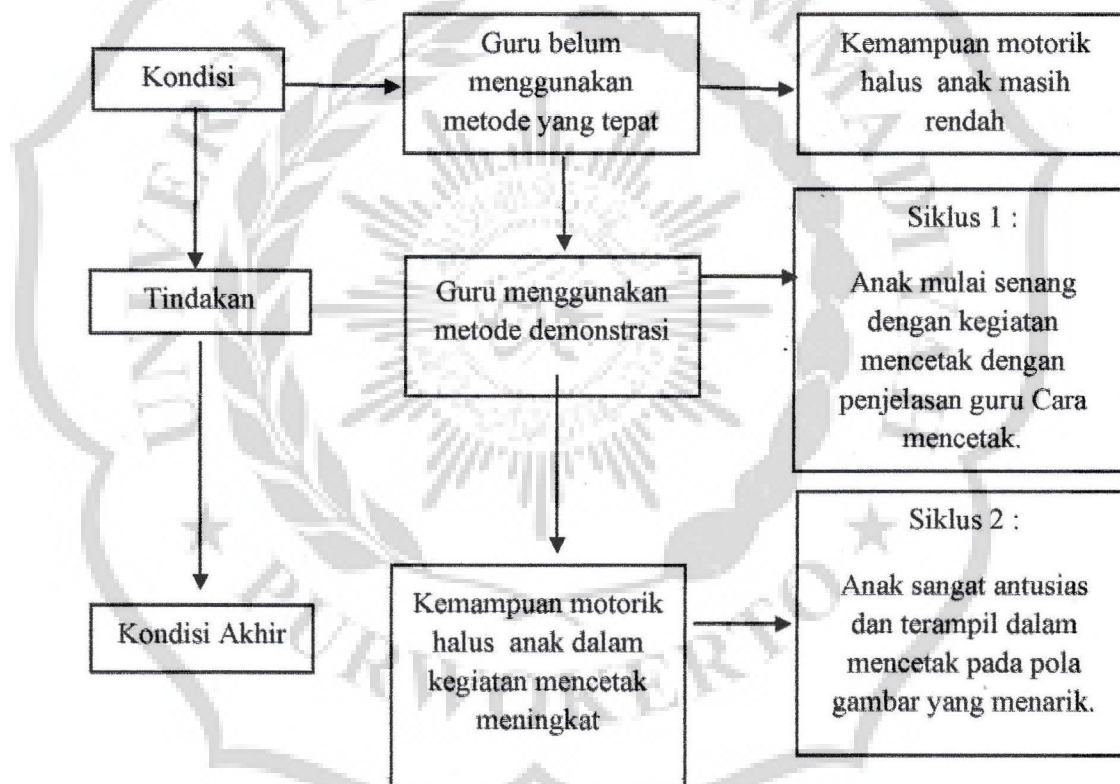 Kondisi
Guru belum
menggunakan
metode yang tepat
Kemampuan motorik
halus anak masih
rendah
Tindakan
Guru menggunakan
metode demonstrasi
Siklus 1 :
Anak mulai senang
dengan kegiatan
mencetak dengan
penjelasan guru Cara
mencetak.
Kondisi Akhir
Kemampuan motorik
halus anak dalam
kegiatan mencetak
meningkat
Siklus 2 :
Anak sangat antusias
dan terampil dalam
mencetak pada pola
gambar yang menarik.
PURWOKERTO